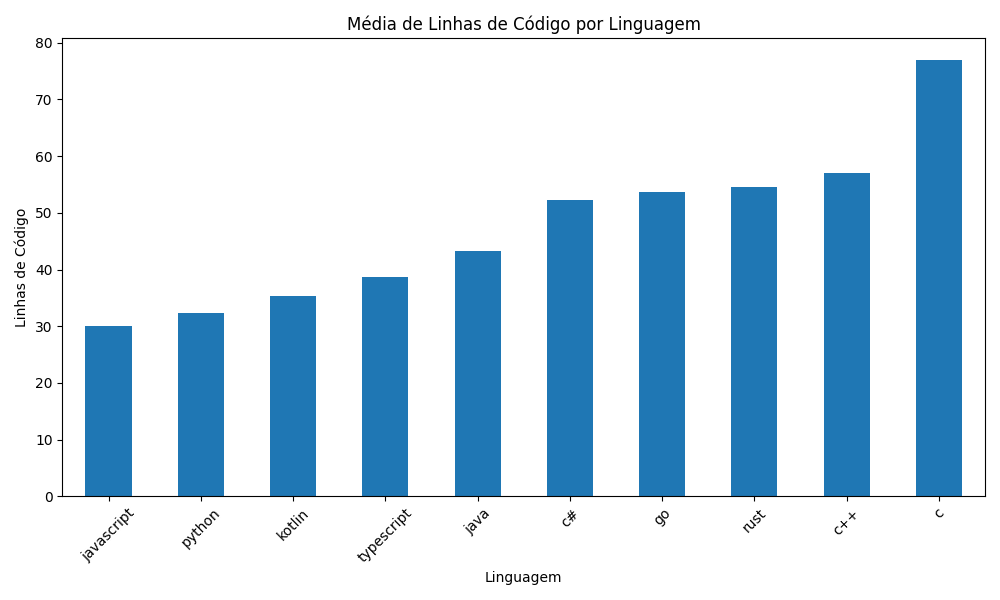 Média de Linhas de Código por Linguagem
Linhas de Código
80
70
60
50
40
30
20
10
0
javascript
python
kotlin
typescript
java
c#
go
rust
c++
c
Linguagem